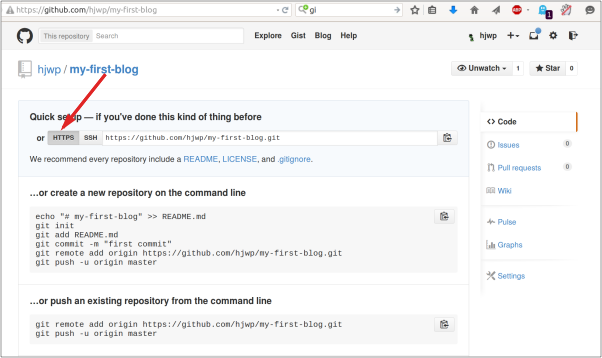 https://github.com/hjwp/my-first-blog
gi
This repository
Search
Explore Gist Blog Help
hjwp
1
hjwp / my-first-blog
Unwatch 1
Star 0
Quick setup — if you've done this kind of thing before
or HTTPS SSH https://github.com/hjwp/my-first-blog.git
We recommend every repository include a README, LICENSE, and .gitignore.
…or create a new repository on the command line
echo "# my-first-blog" >> README.md
git init
git add README.md
git commit -m "first commit"
git remote add origin https://github.com/hjwp/my-first-blog.git
git push -u origin master
…or push an existing repository from the command line
git remote add origin https://github.com/hjwp/my-first-blog.git
git push -u origin master
Code
Issues 0
Pull requests 0
Wiki
Pulse
Graphs
Settings